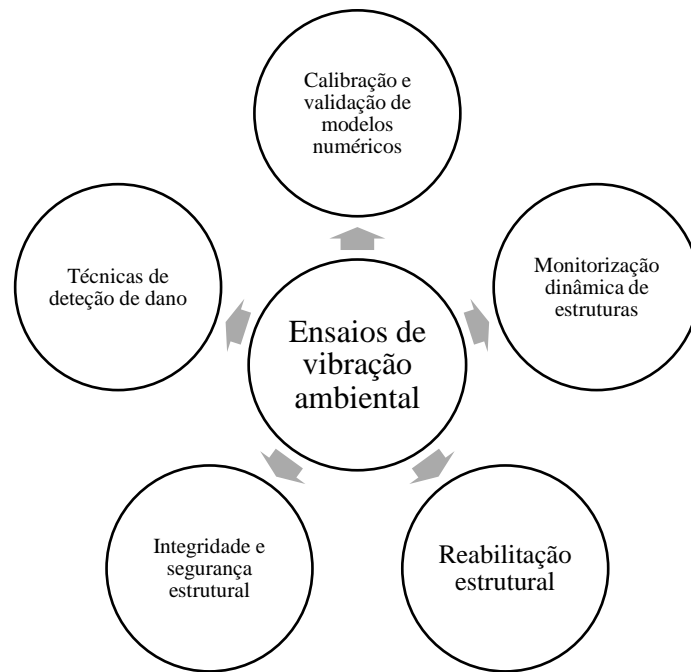 Calibração e
validação de
modelos
numéricos
Técnicas de
deteção de dano
Monitorização
dinâmica de
estruturas
Ensaios de
vibração
ambiental
Integridade e
segurança
estrutural
Reabilitação
estrutural